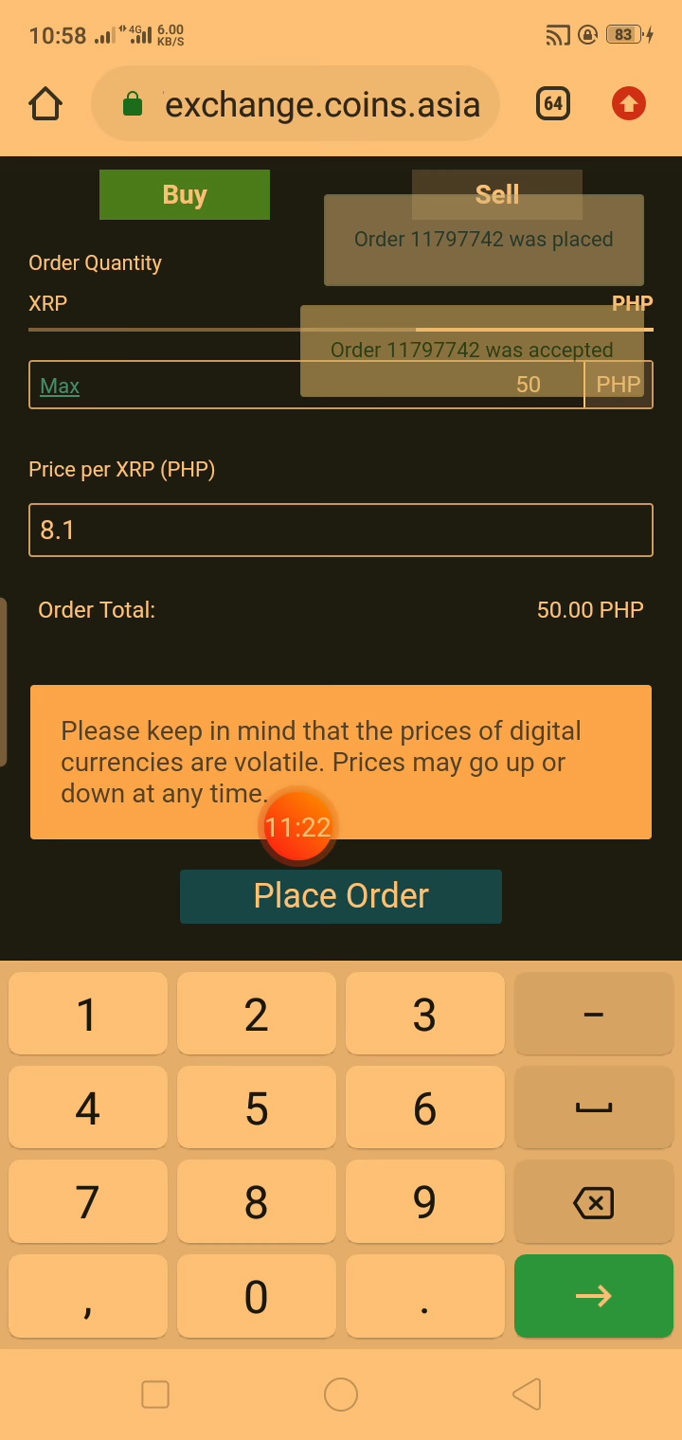 10:58 4G 6.00 KB/S 83
exchange.coins.asia 64
Buy Sell
Order 11797742 was placed
Order Quantity
XRP PHP
Order 11797742 was accepted
Max 50 PHP
Price per XRP (PHP)
8.1
Order Total: 50.00 PHP
Please keep in mind that the prices of digital
currencies are volatile. Prices may go up or
down at any time.
11:22
Place Order
1 2 3 -
4 5 6
7 8 9
, 0 .